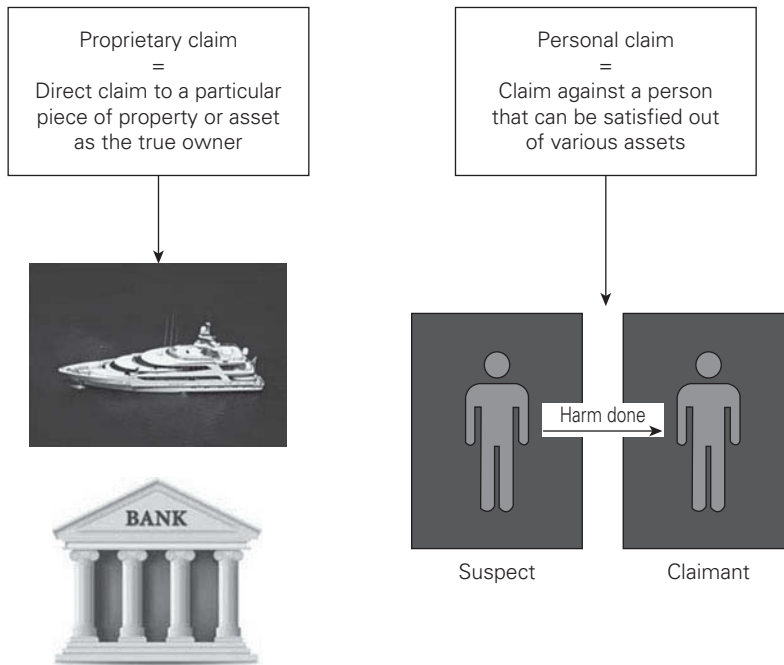 Proprietary claim
=
Direct claim to a particular
piece of property or asset
as the true owner
Personal claim
=
Claim against a person
that can be satisfied out
of various assets
BANK
Harm done
Suspect
Claimant